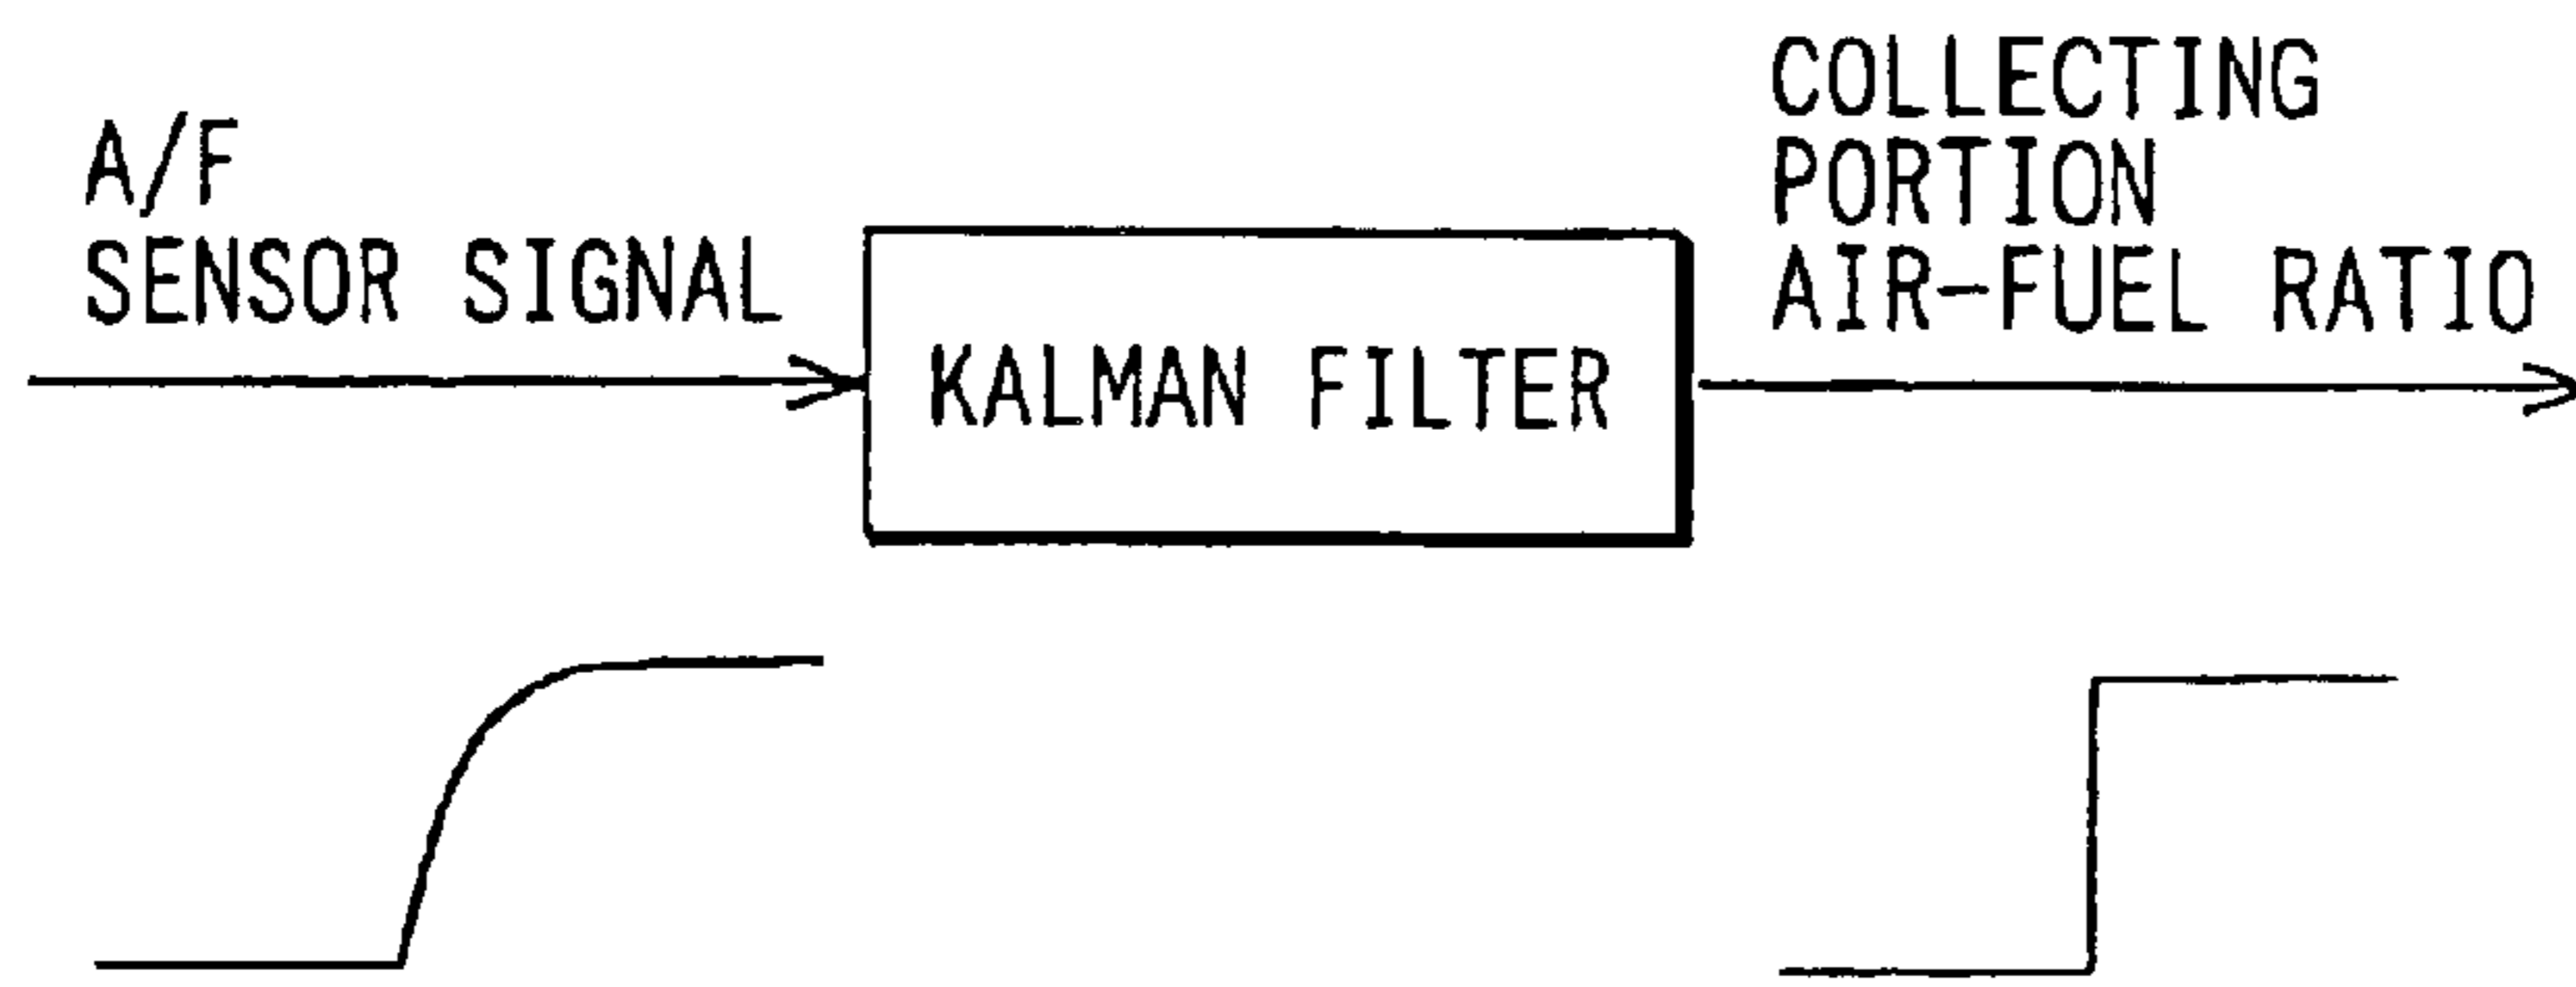 A/F
SENSOR SIGNAL
KALMAN FILTER
COLLECTING
PORTION
AIR-FUEL RATIO